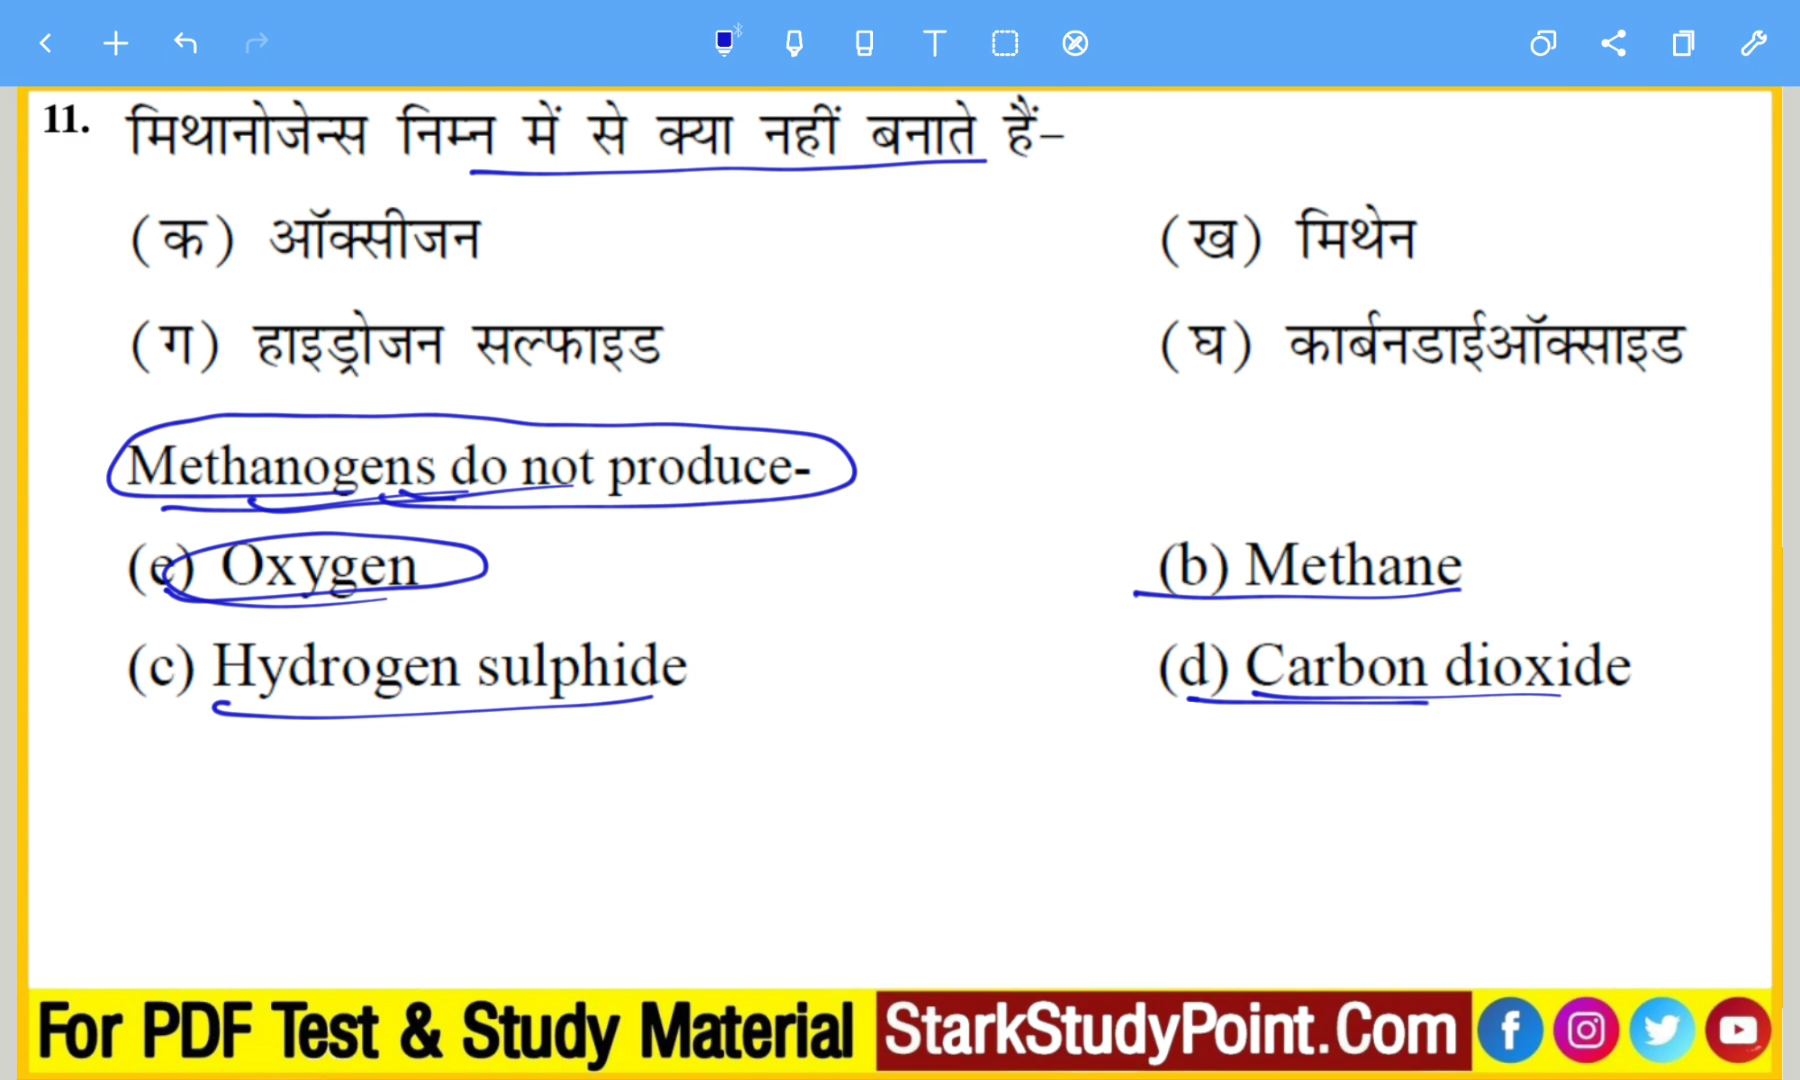 11. मिथानोजेन्स निम्न में से क्या नहीं बनाते हैं–
(क) ऑक्सीजन (ख) मिथेन
(ग) हाइड्रोजन सल्फाइड (घ) कार्बनडाईऑक्साइड
Methanogens do not produce-
(e) Oxygen (b) Methane
(c) Hydrogen sulphide (d) Carbon dioxide
For PDF Test & Study Material StarkStudyPoint.Com